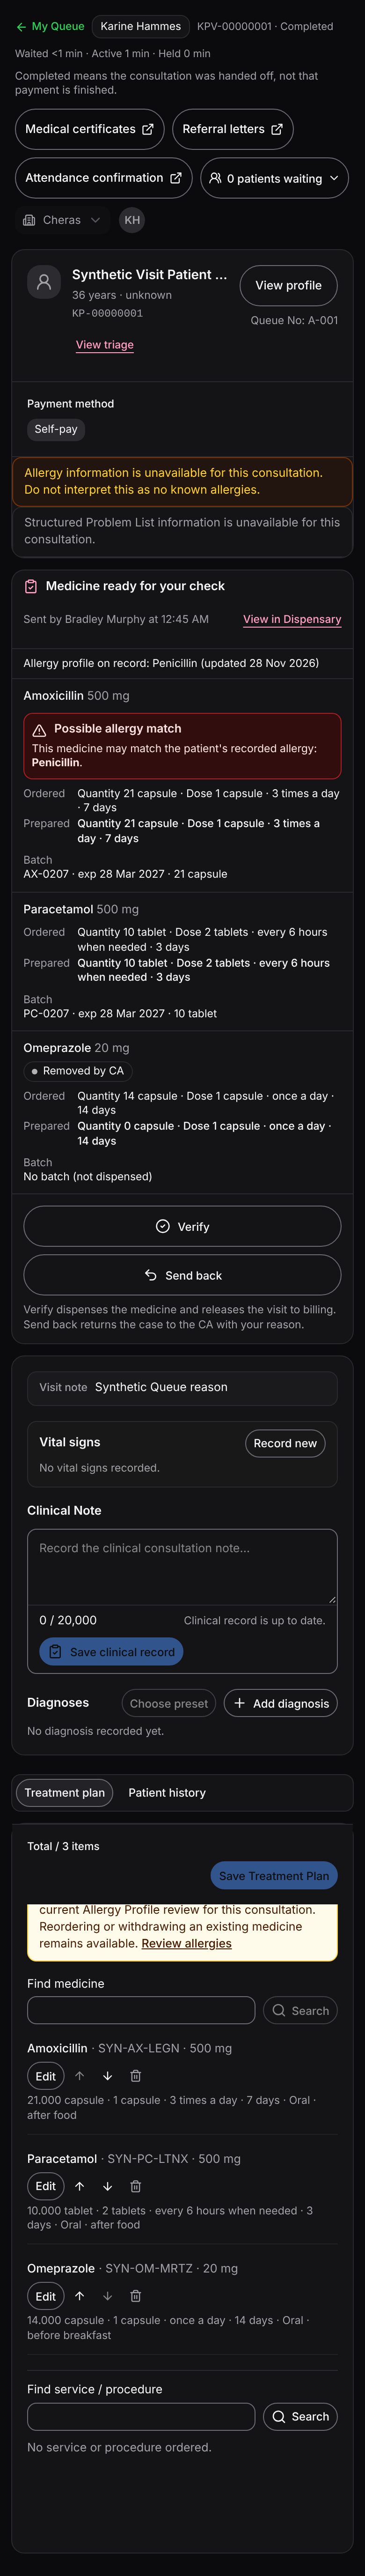 My Queue Karine Hammes KPV-00000001 · Completed
Waited <1 min · Active 1 min · Held 0 min
Completed means the consultation was handed off, not that
payment is finished.
Medical certificates Referral letters
Attendance confirmation 0 patients waiting
Cheras KH
Synthetic Visit Patient ... View profile
36 years · unknown
KP-00000001 Queue No: A-001
View triage
Payment method
Self-pay
Allergy information is unavailable for this consultation.
Do not interpret this as no known allergies.
Structured Problem List information is unavailable for this
consultation.
Medicine ready for your check
Sent by Bradley Murphy at 12:45 AM View in Dispensary
Allergy profile on record: Penicillin (updated 28 Nov 2026)
Amoxicillin 500 mg
Possible allergy match
This medicine may match the patient's recorded allergy:
Penicillin.
Ordered Quantity 21 capsule · Dose 1 capsule · 3 times a day
· 7 days
Prepared Quantity 21 capsule · Dose 1 capsule · 3 times a
day · 7 days
Batch
AX-0207 · exp 28 Mar 2027 · 21 capsule
Paracetamol 500 mg
Ordered Quantity 10 tablet · Dose 2 tablets · every 6 hours
when needed · 3 days
Prepared Quantity 10 tablet · Dose 2 tablets · every 6 hours
when needed · 3 days
Batch
PC-0207 · exp 28 Mar 2027 · 10 tablet
Omeprazole 20 mg
Removed by CA
Ordered Quantity 14 capsule · Dose 1 capsule · once a day ·
14 days
Prepared Quantity 0 capsule · Dose 1 capsule · once a day ·
14 days
Batch
No batch (not dispensed)
Verify
Send back
Verify dispenses the medicine and releases the visit to billing.
Send back returns the case to the CA with your reason.
Visit note Synthetic Queue reason
Vital signs Record new
No vital signs recorded.
Clinical Note
Record the clinical consultation note...
0 / 20,000 Clinical record is up to date.
Save clinical record
Diagnoses Choose preset Add diagnosis
No diagnosis recorded yet.
Treatment plan Patient history
Total / 3 items
Save Treatment Plan
current Allergy Profile review for this consultation.
Reordering or withdrawing an existing medicine
remains available. Review allergies
Find medicine
Search
Amoxicillin · SYN-AX-LEGN · 500 mg
Edit
21.000 capsule · 1 capsule · 3 times a day · 7 days · Oral ·
after food
Paracetamol · SYN-PC-LTNX · 500 mg
Edit
10.000 tablet · 2 tablets · every 6 hours when needed · 3
days · Oral · after food
Omeprazole · SYN-OM-MRTZ · 20 mg
Edit
14.000 capsule · 1 capsule · once a day · 14 days · Oral ·
before breakfast
Find service / procedure
Search
No service or procedure ordered.